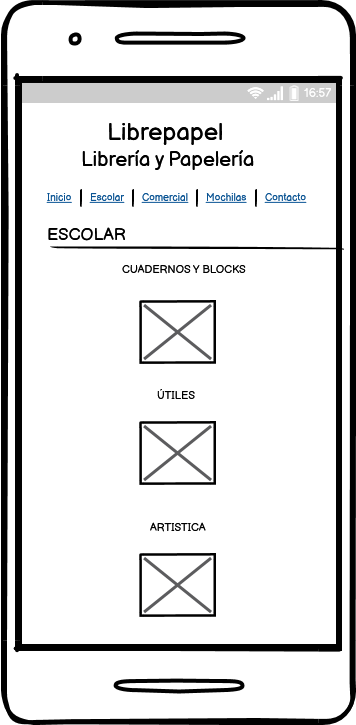 16:57
Librepapel
Librería y Papelería
Inicio | Escolar | Comercial | Mochilas | Contacto
ESCOLAR
CUADERNOS Y BLOCKS
ÚTILES
ARTISTICA